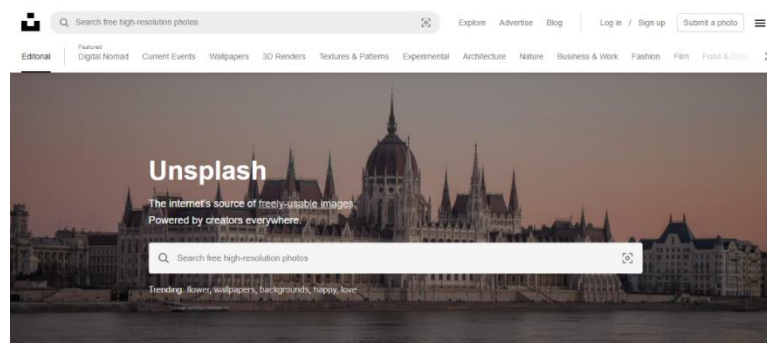 Search free high-resolution photos
Explore Advertise Blog Log in / Sign up Submit a photo
Featured
Editorial Digital Nomad Current Events Wallpapers 3D Renders Textures & Patterns Experimental Architecture Nature Business & Work Fashion Film Food & Drink
Unsplash
The internet's source of freely-usable images.
Powered by creators everywhere.
Search free high-resolution photos
Trending: flower, wallpapers, backgrounds, happy, love